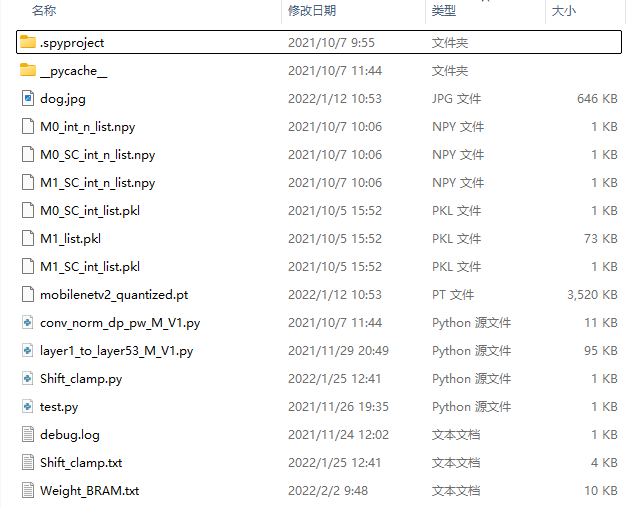 名称 修改日期 类型 大小
.spyproject 2021/10/7 9:55 文件夹
__pycache__ 2021/10/7 11:44 文件夹
dog.jpg 2022/1/12 10:53 JPG 文件 646 KB
M0_int_n_list.npy 2021/10/7 10:06 NPY 文件 1 KB
M0_SC_int_n_list.npy 2021/10/7 10:06 NPY 文件 1 KB
M1_SC_int_n_list.npy 2021/10/7 10:06 NPY 文件 1 KB
M0_SC_int_list.pkl 2021/10/5 15:52 PKL 文件 1 KB
M1_list.pkl 2021/10/5 15:52 PKL 文件 73 KB
M1_SC_int_list.pkl 2021/10/5 15:52 PKL 文件 1 KB
mobilenetv2_quantized.pt 2022/1/12 10:53 PT 文件 3,520 KB
conv_norm_dp_pw_M_V1.py 2021/10/7 11:44 Python 源文件 11 KB
layer1_to_layer53_M_V1.py 2021/11/29 20:49 Python 源文件 95 KB
Shift_clamp.py 2022/1/25 12:41 Python 源文件 1 KB
test.py 2021/11/26 19:35 Python 源文件 1 KB
debug.log 2021/11/24 12:02 文本文档 1 KB
Shift_clamp.txt 2022/1/25 12:41 文本文档 4 KB
Weight_BRAM.txt 2022/2/2 9:48 文本文档 10 KB